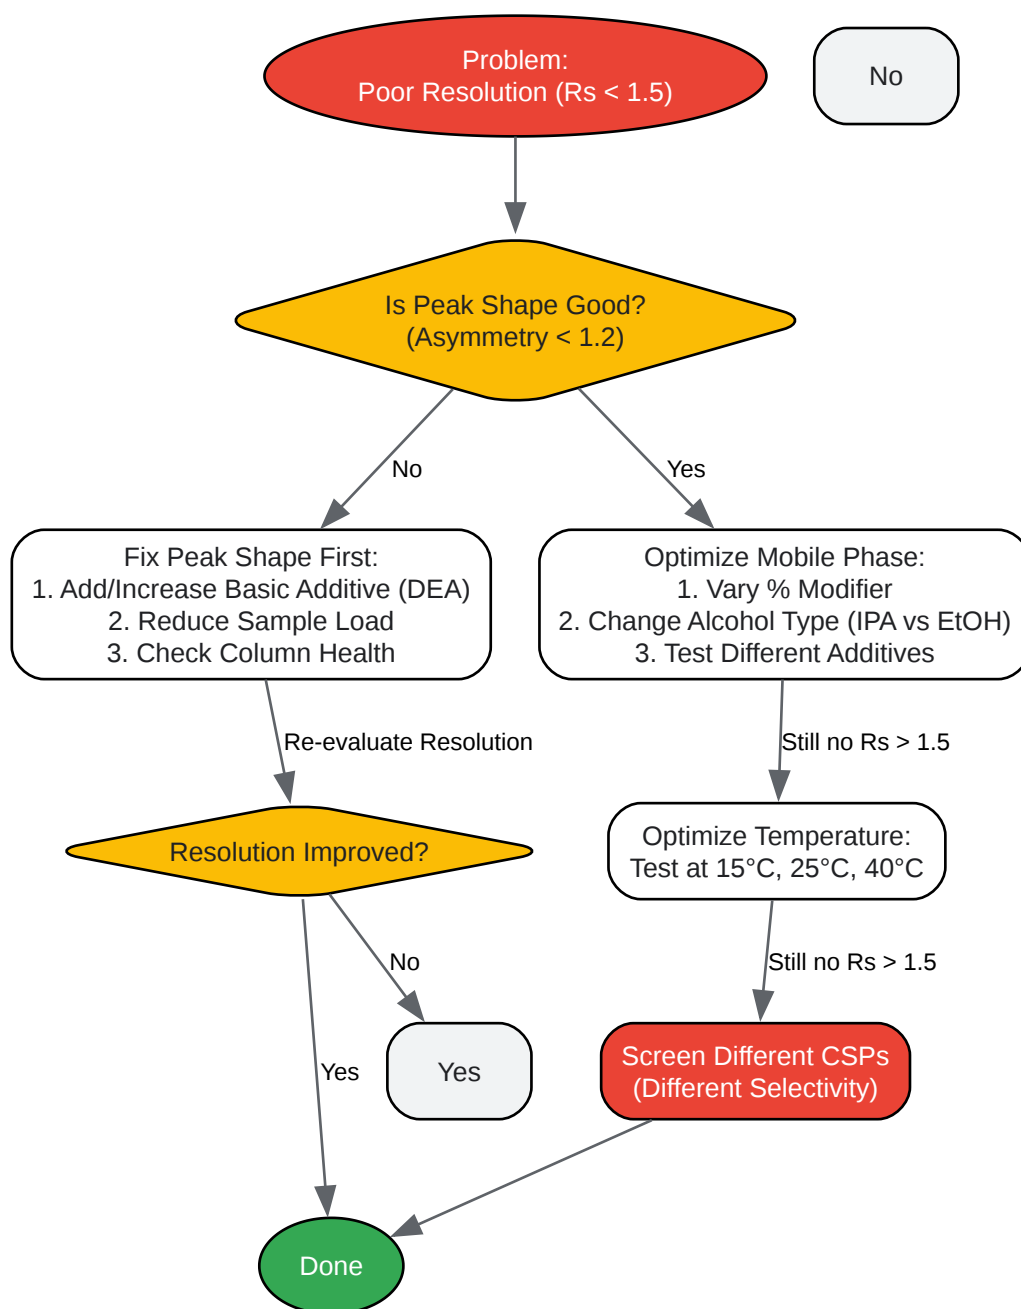 Problem:
Poor Resolution (Rs < 1.5)
No
Is Peak Shape Good?
(Asymmetry < 1.2)
No
Yes
Fix Peak Shape First:
1. Add/Increase Basic Additive (DEA)
2. Reduce Sample Load
3. Check Column Health
Optimize Mobile Phase:
1. Vary % Modifier
2. Change Alcohol Type (IPA vs EtOH)
3. Test Different Additives
Re-evaluate Resolution
Still no Rs > 1.5
Resolution Improved?
Optimize Temperature:
Test at 15°C, 25°C, 40°C
No
Still no Rs > 1.5
Yes
Yes
Screen Different CSPs
(Different Selectivity)
Done